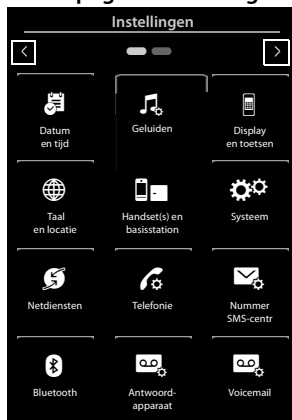 Instellingen
Datum
en tijd
Geluiden
Display
en toetsen
Taal
en locatie
Handset(s) en
basisstation
Systeem
Netdiensten
Telefonie
Nummer
SMS-centr
Bluetooth
Antwoord-
apparaat
Voicemail